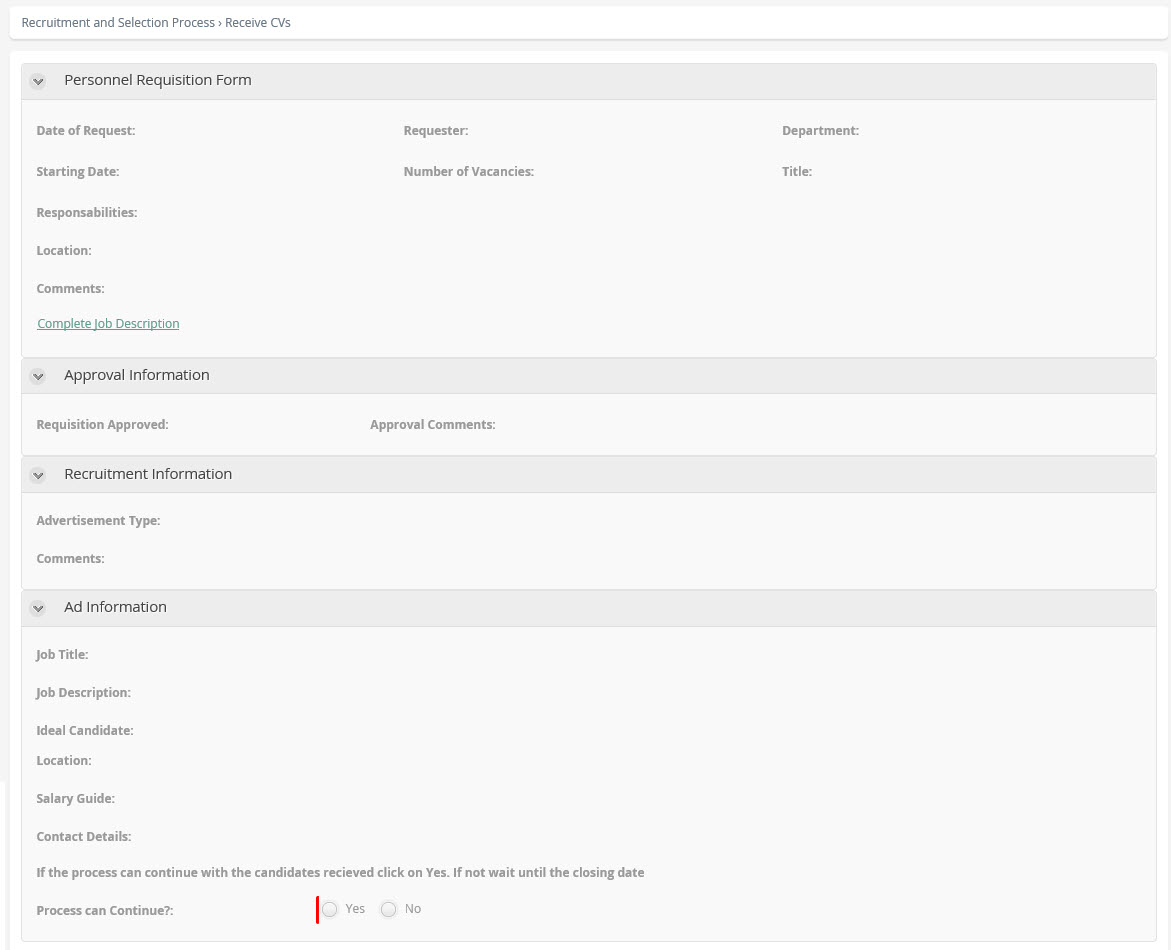 Recruitment and Selection Process › Receive CVs
Personnel Requisition Form
Date of Request: Requester: Department:
Starting Date: Number of Vacancies: Title:
Responsabilities:
Location:
Comments:
Complete Job Description
Approval Information
Requisition Approved: Approval Comments:
Recruitment Information
Advertisement Type:
Comments:
Ad Information
Job Title:
Job Description:
Ideal Candidate:
Location:
Salary Guide:
Contact Details:
If the process can continue with the candidates recieved click on Yes. If not wait until the closing date
Process can Continue?: Yes No